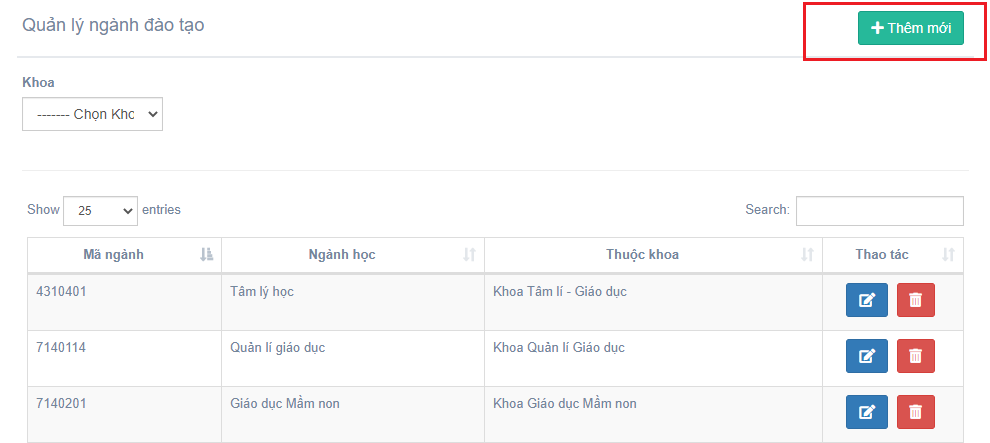 Quản lý ngành đào tạo
Thêm mới
Khoa
------- Chọn Kho
Show 25 entries
Search:
Mã ngành Ngành học Thuộc khoa Thao tác
4310401 Tâm lý học Khoa Tâm lí - Giáo dục
7140114 Quản lí giáo dục Khoa Quản lí Giáo dục
7140201 Giáo dục Mầm non Khoa Giáo dục Mầm non